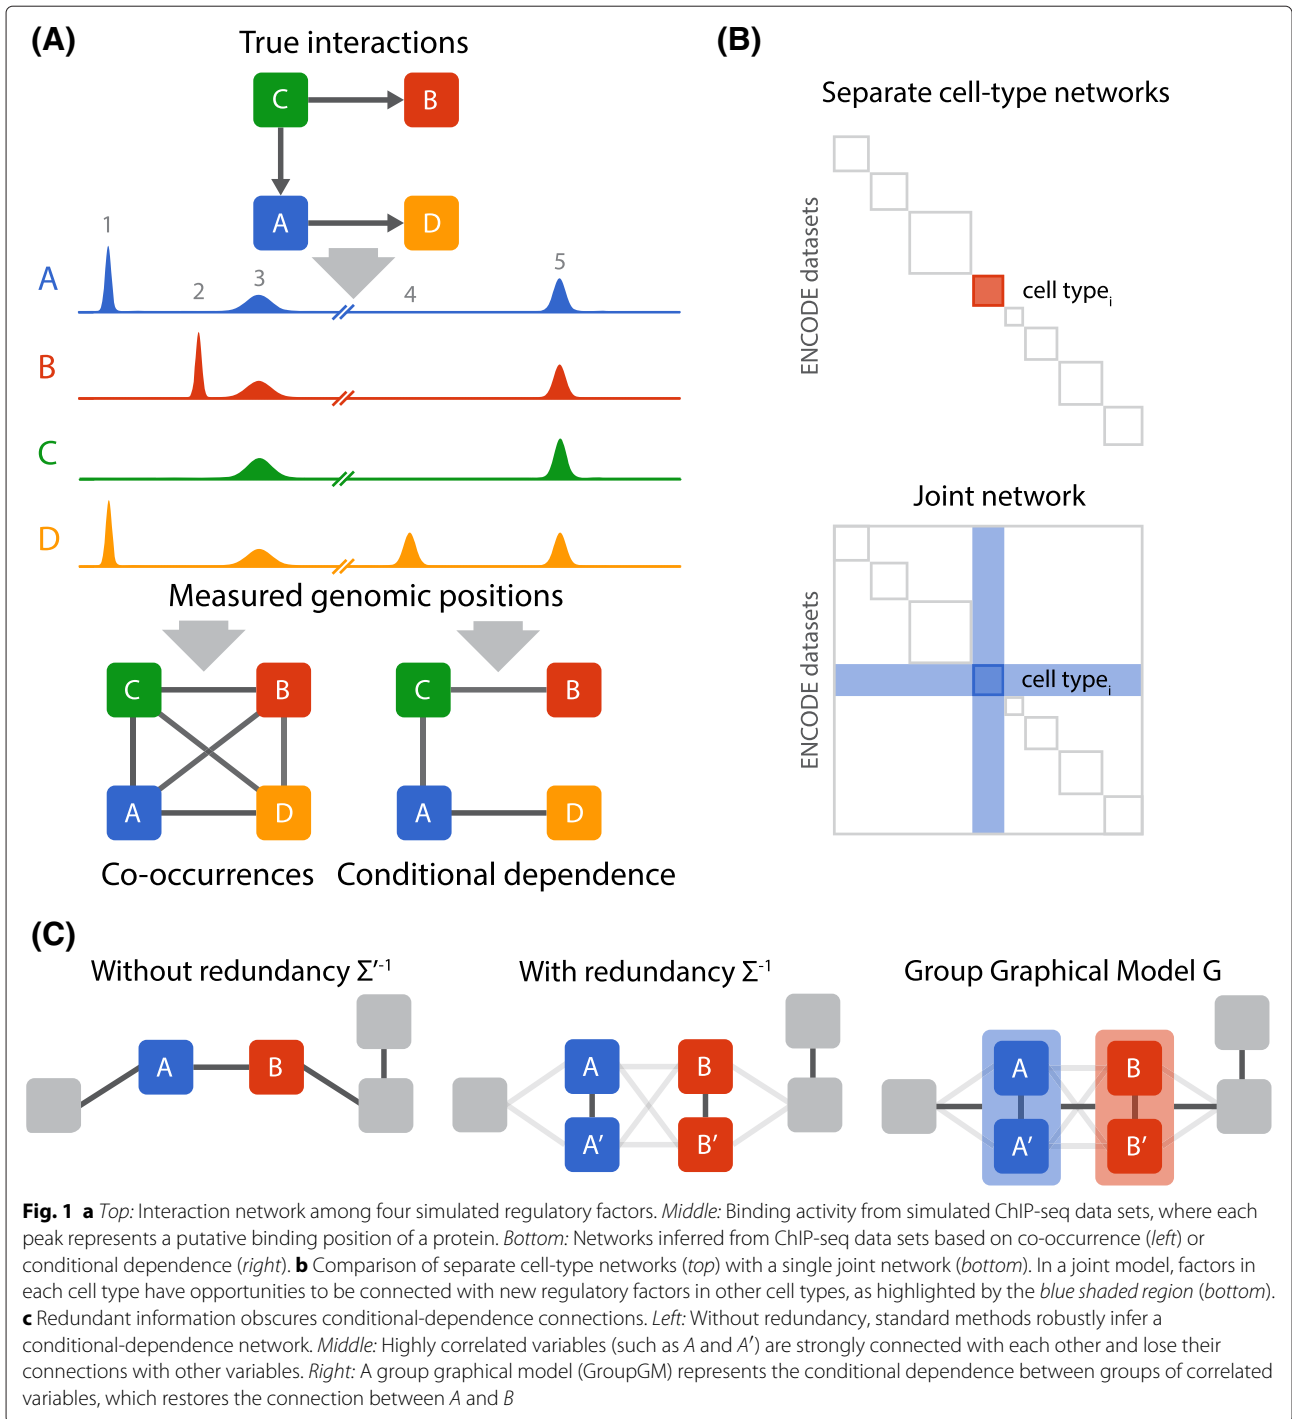 (A)
True interactions
C
B
A
D
1
2
3
4
5
A
B
C
D
Measured genomic positions
C
B
A
D
Co-occurrences
C
B
A
D
Conditional dependence
(B)
Separate cell-type networks
ENCODE datasets
cell typeᵢ
Joint network
ENCODE datasets
cell typeᵢ
(C)
Without redundancy Σ′⁻¹
A
B
With redundancy Σ⁻¹
A
B
A′
B′
Group Graphical Model G
A
B
A′
B′
Fig. 1 a Top: Interaction network among four simulated regulatory factors. Middle: Binding activity from simulated ChIP-seq data sets, where each
peak represents a putative binding position of a protein. Bottom: Networks inferred from ChIP-seq data sets based on co-occurrence (left) or
conditional dependence (right). b Comparison of separate cell-type networks (top) with a single joint network (bottom). In a joint model, factors in
each cell type have opportunities to be connected with new regulatory factors in other cell types, as highlighted by the blue shaded region (bottom).
c Redundant information obscures conditional-dependence connections. Left: Without redundancy, standard methods robustly infer a
conditional-dependence network. Middle: Highly correlated variables (such as A and A′) are strongly connected with each other and lose their
connections with other variables. Right: A group graphical model (GroupGM) represents the conditional dependence between groups of correlated
variables, which restores the connection between A and B